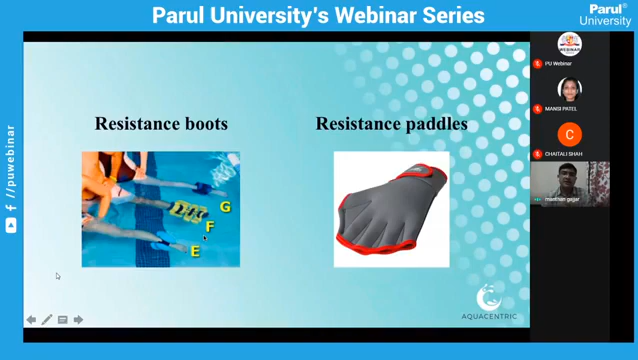 Parul University's Webinar Series
Parul®
University
/puwebinar
Resistance boots
Resistance paddles
G
F
E
AQUACENTRIC
WEBINAR
PU Webinar
MANSI PATEL
C
CHAITALI SHAH
manthan gajjar